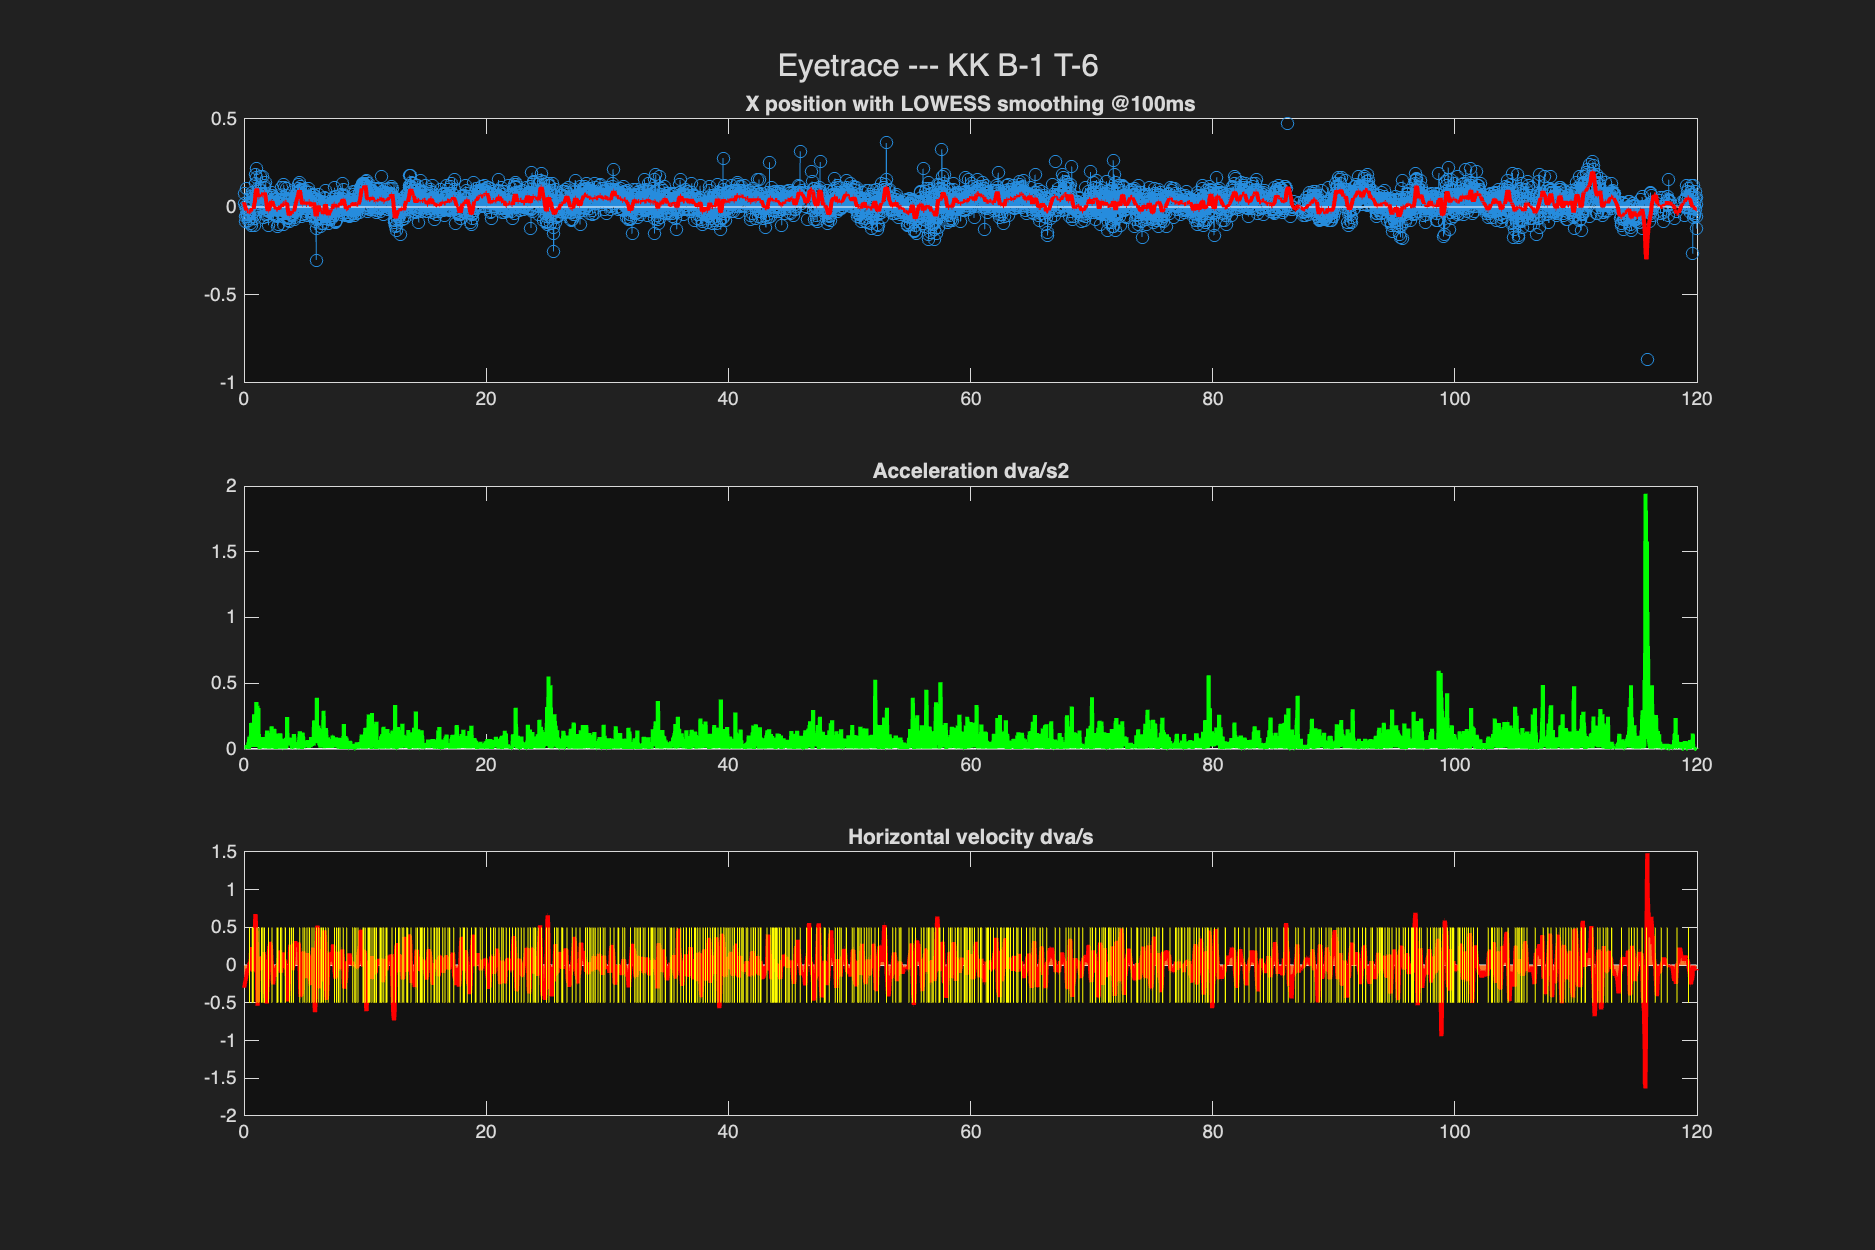 Eyetrace --- KK B-1 T-6
X position with LOWESS smoothing @100ms
0.5
0
-0.5
-1
0 20 40 60 80 100 120
Acceleration dva/s2
2
1.5
1
0.5
0
0 20 40 60 80 100 120
Horizontal velocity dva/s
1.5
1
0.5
0
-0.5
-1
-1.5
-2
0 20 40 60 80 100 120